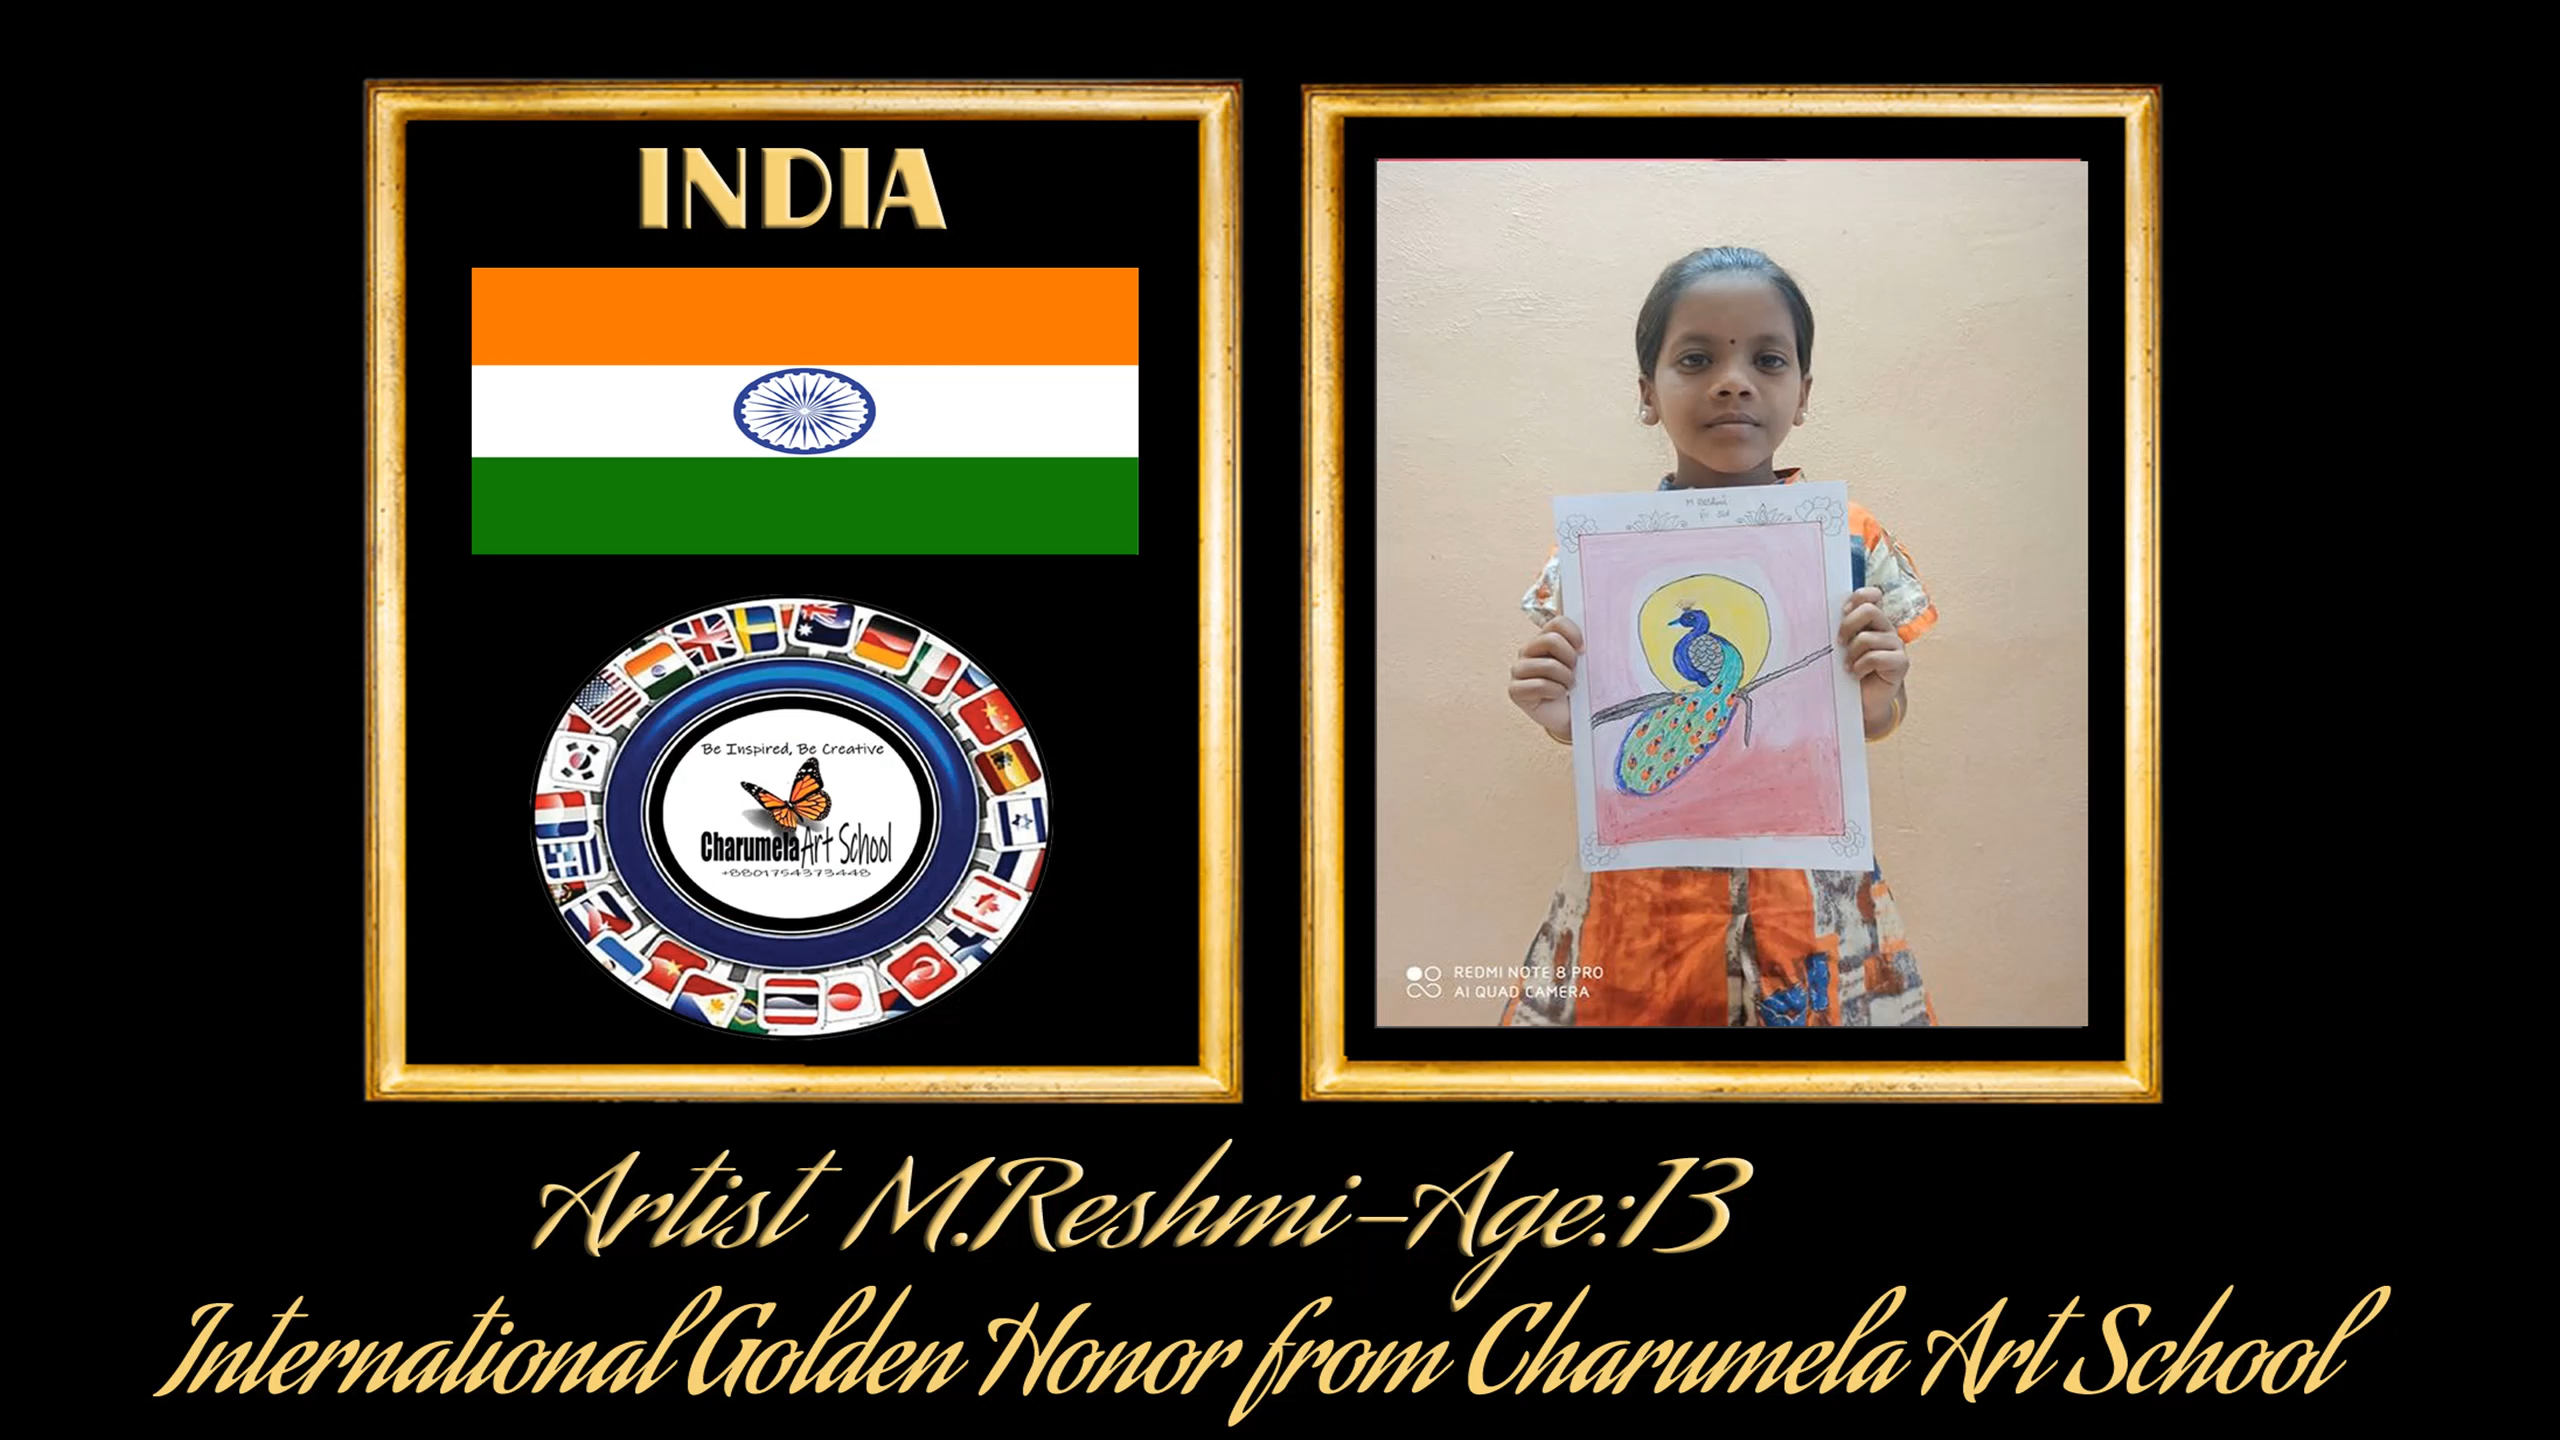 INDIA
Be Inspired, Be Creative
Charumela Art School
+8801754373448
M Reshmi
REDMI NOTE 8 PRO
AI QUAD CAMERA
Artist M.Reshmi-Age:13
International Golden Honor from Charumela Art School